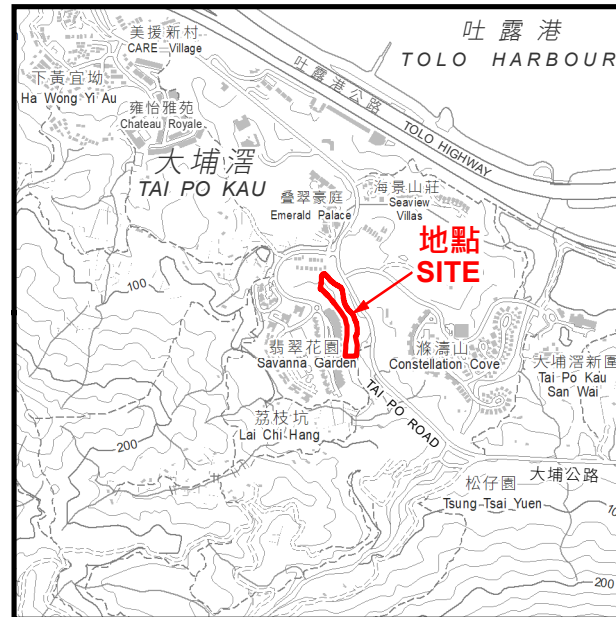 美援新村
CARE Village
吐露港
TOLO HARBOUR
吐露港公路
TOLO HIGHWAY
下黃宜坳
Ha Wong Yi Au
雍怡雅苑
Chateau Royale
大埔滘
TAI PO KAU
叠翠豪庭
Emerald Palace
海景山莊
Seaview
Villas
地點
SITE
100
翡翠花園
Savanna Garden
滌濤山
Constellation Cove
大埔滘新圍
Tai Po Kau
San Wai
TAI PO ROAD
大埔公路
荔枝坑
Lai Chi Hang
200
松仔園
Tsung Tsai Yuen
200